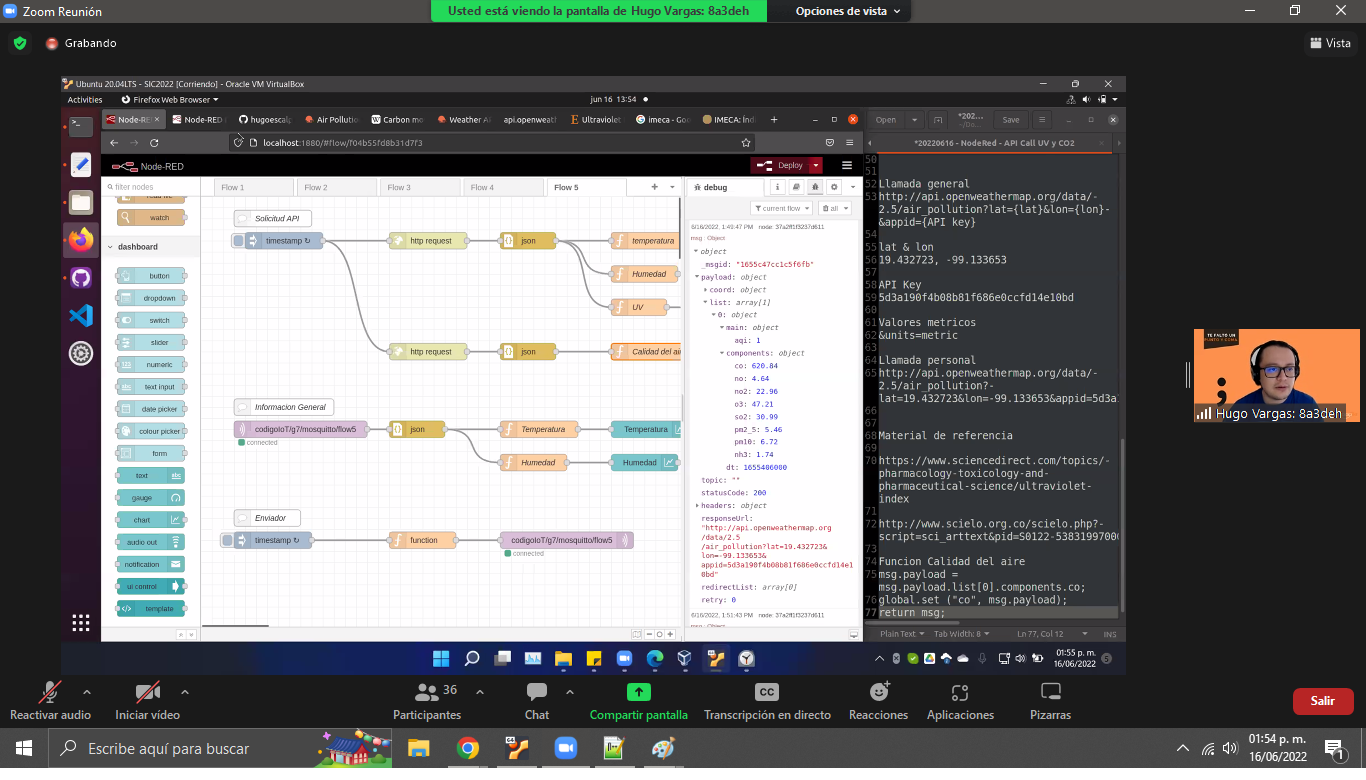 Zoom Reunión
Usted está viendo la pantalla de Hugo Vargas: 8a3deh
Opciones de vista
Grabando
Vista
Ubuntu 20.04LTS - SIC2022 [Corriendo] - Oracle VM VirtualBox
Activities
Firefox Web Browser
jun 16 13:54
Node-RED
Node-RED
hugoescalp
Air Pollutio
Carbon mo
Weather A
api.openweath
Ultraviolet
imeca - Goo
IMECA: Índi
Open
*202...
Save
localhost:1880/#flow/f04b55fd8b31d7f3
*20220616 - NodeRed - API Call UV y CO2
Node-RED
Deploy
filter nodes
Flow 1
Flow 2
Flow 3
Flow 4
Flow 5
debug
current flow
all
watch
dashboard
button
dropdown
switch
slider
numeric
text input
date picker
colour picker
form
text
gauge
chart
audio out
notification
ui control
template
Solicitud API
timestamp ↻
http request
json
temperatura
Humedad
UV
http request
json
Calidad del air
Informacion General
codigoIoT/g7/mosquitto/flow5
connected
json
Temperatura
Temperatura
Humedad
Humedad
Enviador
timestamp ↻
function
codigoIoT/g7/mosquitto/flow5
connected
6/16/2022, 1:49:47 PM node: 37a2ff1f3237d611
msg : Object
object
_msgid: "1655c47cc1c5f6fb"
payload: object
coord: object
list: array[1]
0: object
main: object
aqi: 1
components: object
co: 620.84
no: 4.64
no2: 22.96
o3: 47.21
so2: 30.99
pm2_5: 5.46
pm10: 6.72
nh3: 1.74
dt: 1655406000
topic: ""
statusCode: 200
headers: object
responseUrl:
"http://api.openweathermap.org
/data/2.5
/air_pollution?lat=19.432723&
lon=-99.133653&
appid=5d3a190f4b08b81f686e0ccfd14e1
0bd"
redirectList: array[0]
retry: 0
6/16/2022, 1:51:43 PM node: 37a2ff1f3237d611
msg : Object
50
51
52 Llamada general
53 http://api.openweathermap.org/data/-
2.5/air_pollution?lat={lat}&lon={lon}-
&appid={API key}
54
55 lat & lon
56 19.432723, -99.133653
57
58 API Key
59 5d3a190f4b08b81f686e0ccfd14e10bd
60
61 Valores metricos
62 &units=metric
63
64 Llamada personal
65 http://api.openweathermap.org/data/-
2.5/air_pollution?-
lat=19.432723&lon=-99.133653&appid=5d3a
66
67
68 Material de referencia
69
70 https://www.sciencedirect.com/topics/-
pharmacology-toxicology-and-
pharmaceutical-science/ultraviolet-
index
71
72 http://www.scielo.org.co/scielo.php?-
script=sci_arttext&pid=S0122-5383199700
73
74 Funcion Calidad del aire
75 msg.payload =
msg.payload.list[0].components.co;
76 global.set ("co", msg.payload);
77 return msg;
Plain Text
Tab Width: 8
Ln 77, Col 12
INS
TE FALTÓ UN
PUNTO Y COMA
Hugo Vargas: 8a3deh
01:55 p. m.
16/06/2022
Reactivar audio
Iniciar vídeo
36
Participantes
Chat
Compartir pantalla
CC
Transcripción en directo
Reacciones
Aplicaciones
Pizarras
Salir
Escribe aquí para buscar
01:54 p. m.
16/06/2022
1